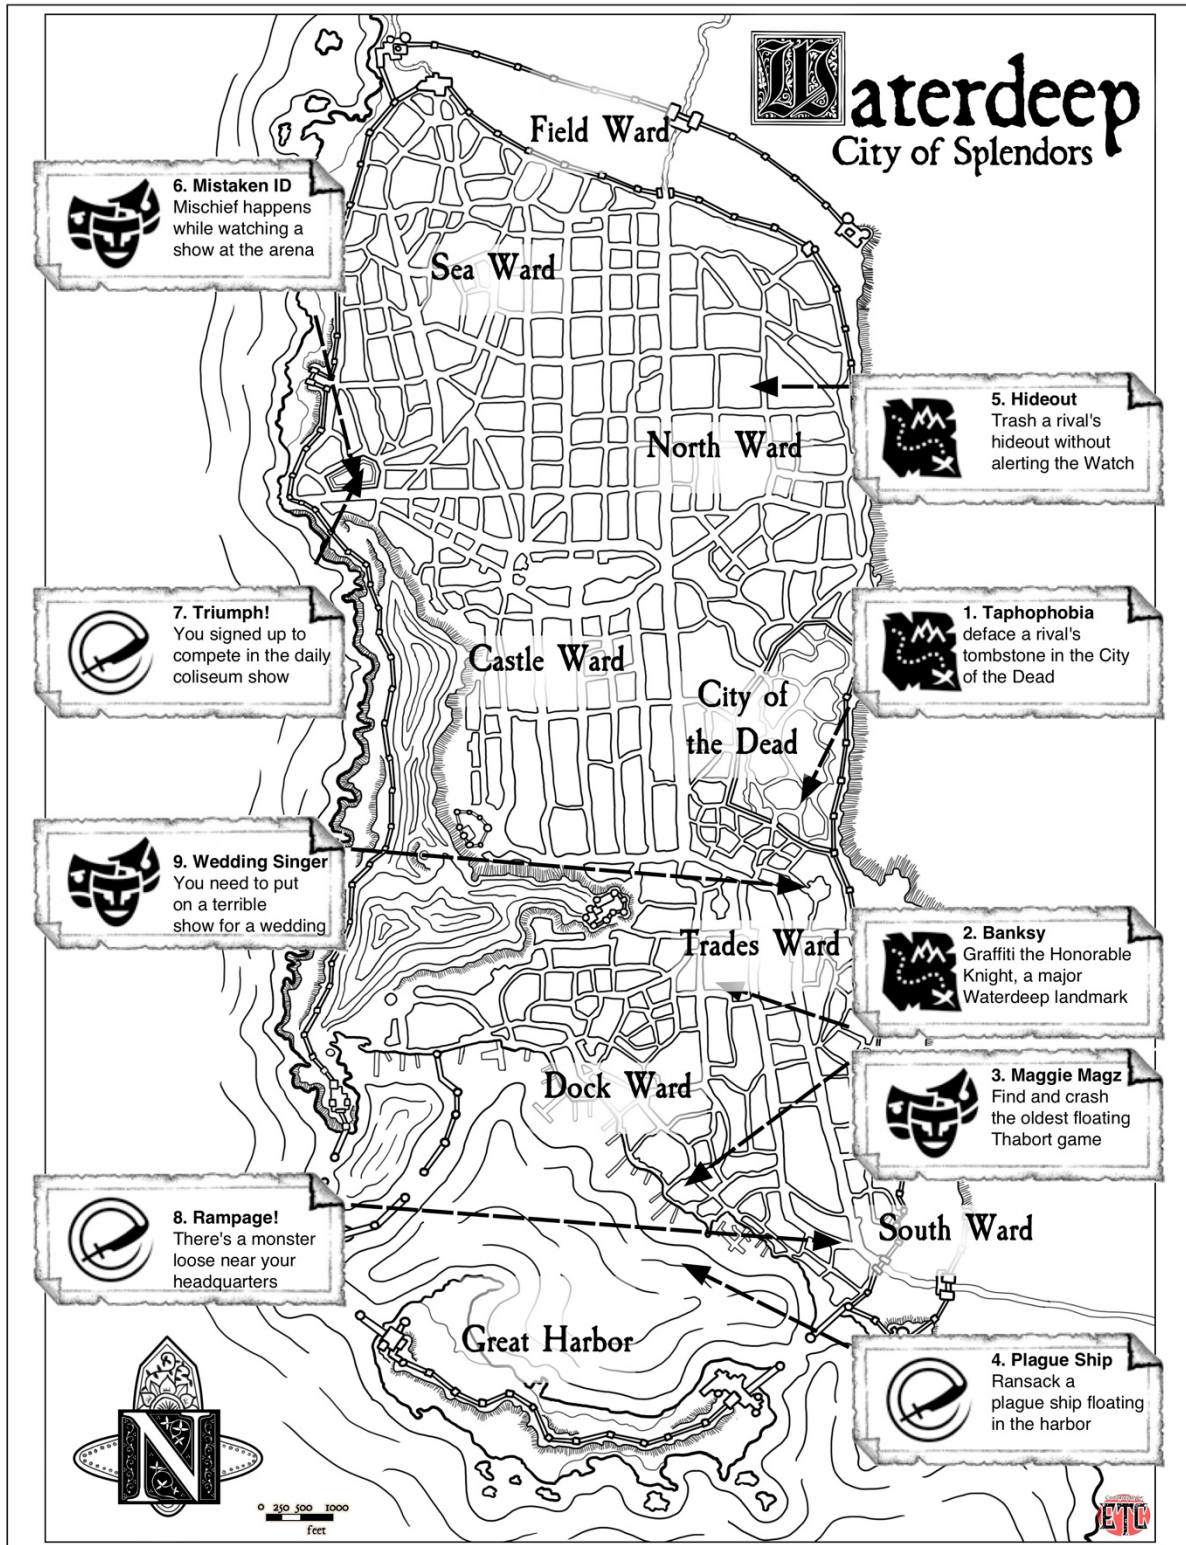 Waterdeep
City of Splendors
Field Ward
6. Mistaken ID
Mischief happens
while watching a
show at the arena
Sea Ward
5. Hideout
Trash a rival's
hideout without
alerting the Watch
North Ward
7. Triumph!
You signed up to
compete in the daily
coliseum show
1. Taphophobia
deface a rival's
tombstone in the City
of the Dead
Castle Ward
City of
the Dead
9. Wedding Singer
You need to put
on a terrible
show for a wedding
Trades Ward
2. Banksy
Graffiti the Honorable
Knight, a major
Waterdeep landmark
Dock Ward
3. Maggie Magz
Find and crash
the oldest floating
Thabort game
8. Rampage!
There's a monster
loose near your
headquarters
South Ward
Great Harbor
4. Plague Ship
Ransack a
plague ship floating
in the harbor
N
0 250 500 1000
feet
ETCH